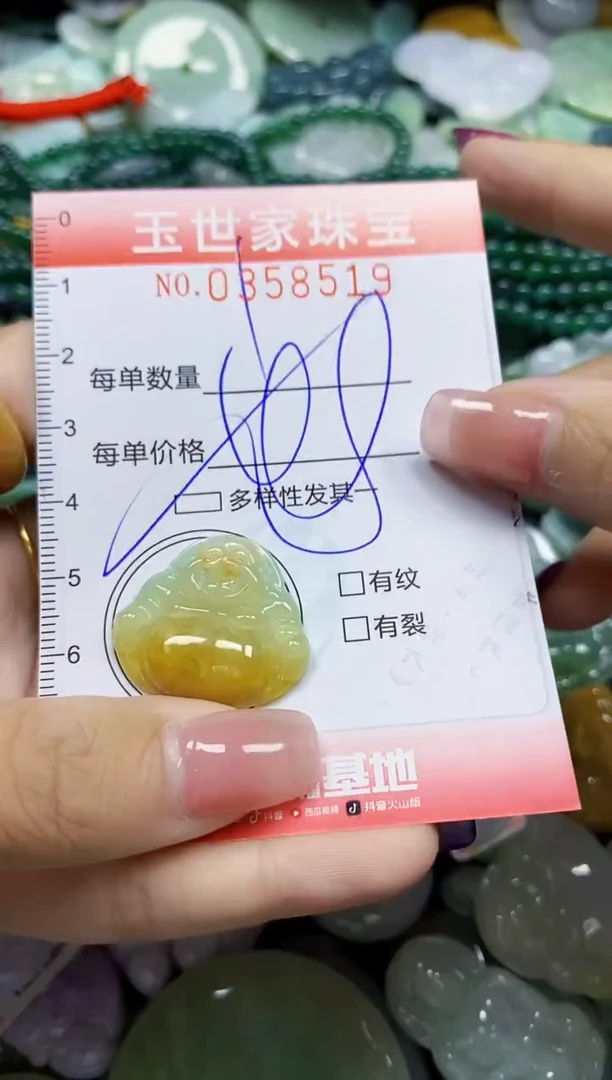 0
玉世家珠宝
NO.0358519
1
2
每单数量
3
每单价格
4
多样性发其一
5
有纹
有裂
6
基地
抖音 西瓜视频 抖音火山版